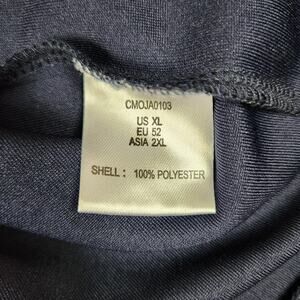 CMOJA0103
US XL
EU 52
ASIA 2XL
SHELL : 100% POLYESTER